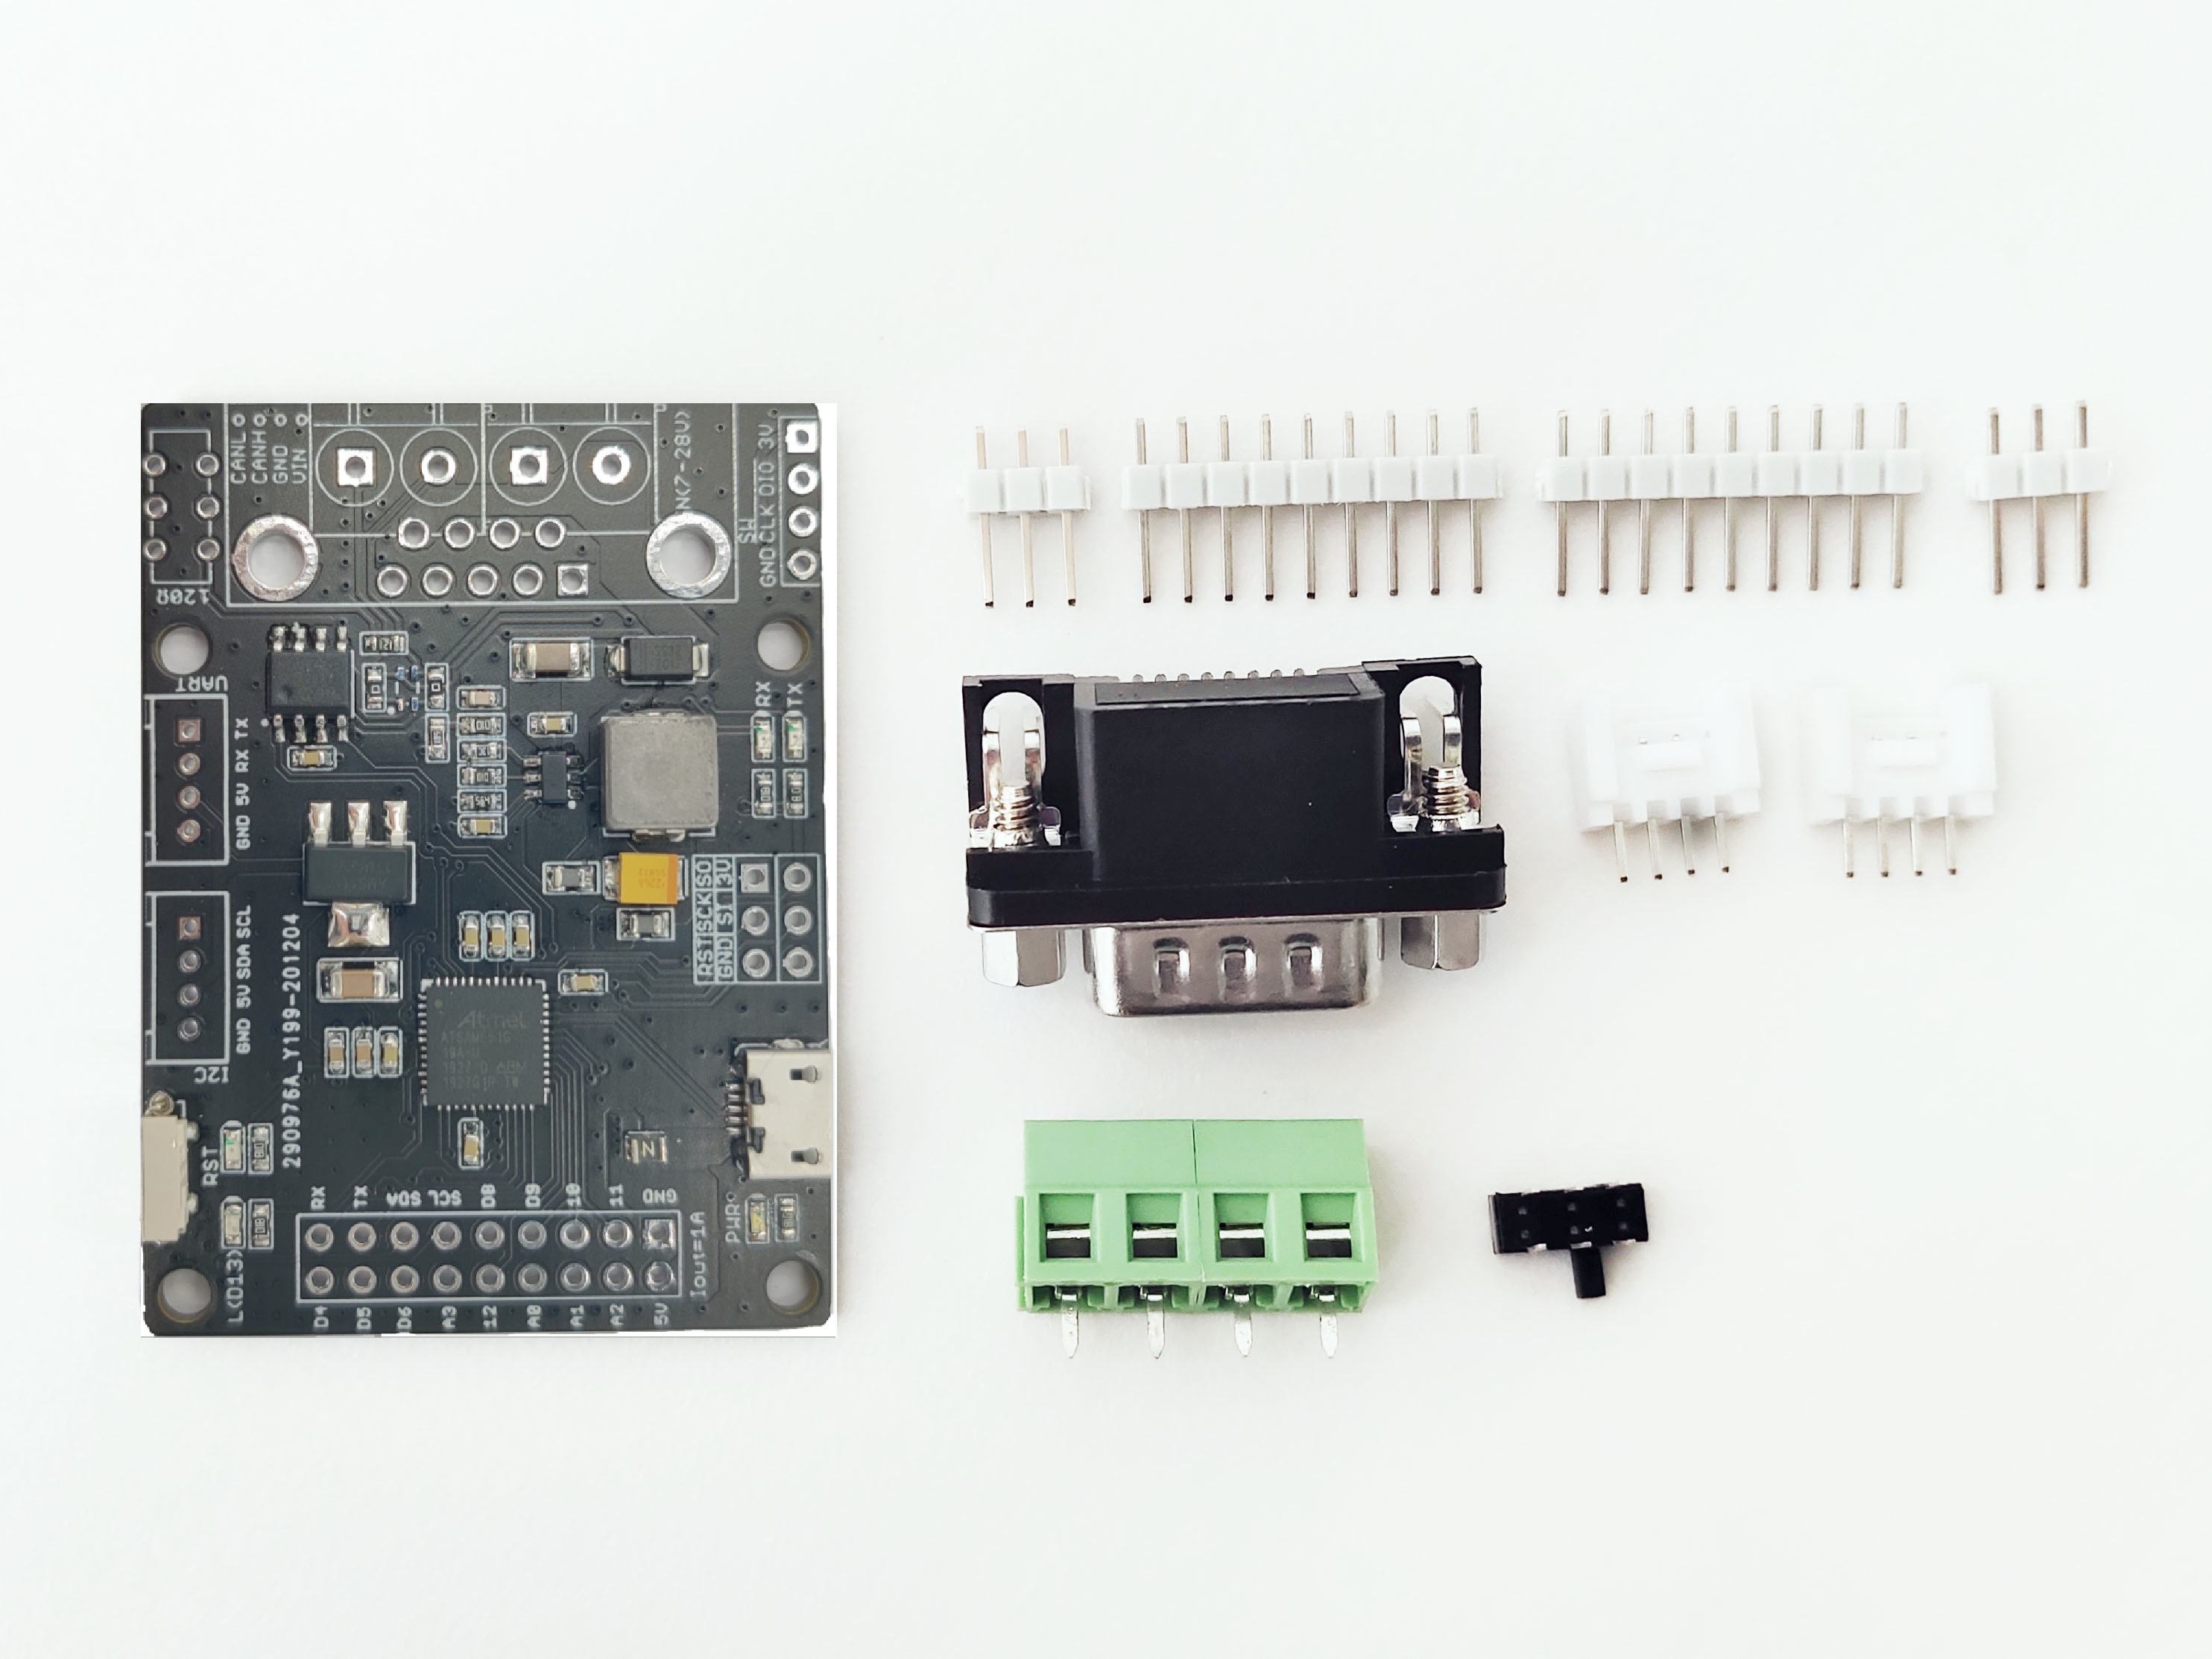 CANL
CANH
GND
VIN
IN(7-28V)
SW
GND CLK DIO 3V
120Ω
UART
GND 5V RX TX
RX
TX
GND 5V SDA SCL
I2C
290976A_Y199-201204
RST SCK SO
GND SI 3V
Atmel
RST
L(D13)
PWR
Iout=1A
RX TX SDA SCL D8 D9 10 11 GND
D4 D5 D6 A3 12 A0 A1 A2 5V